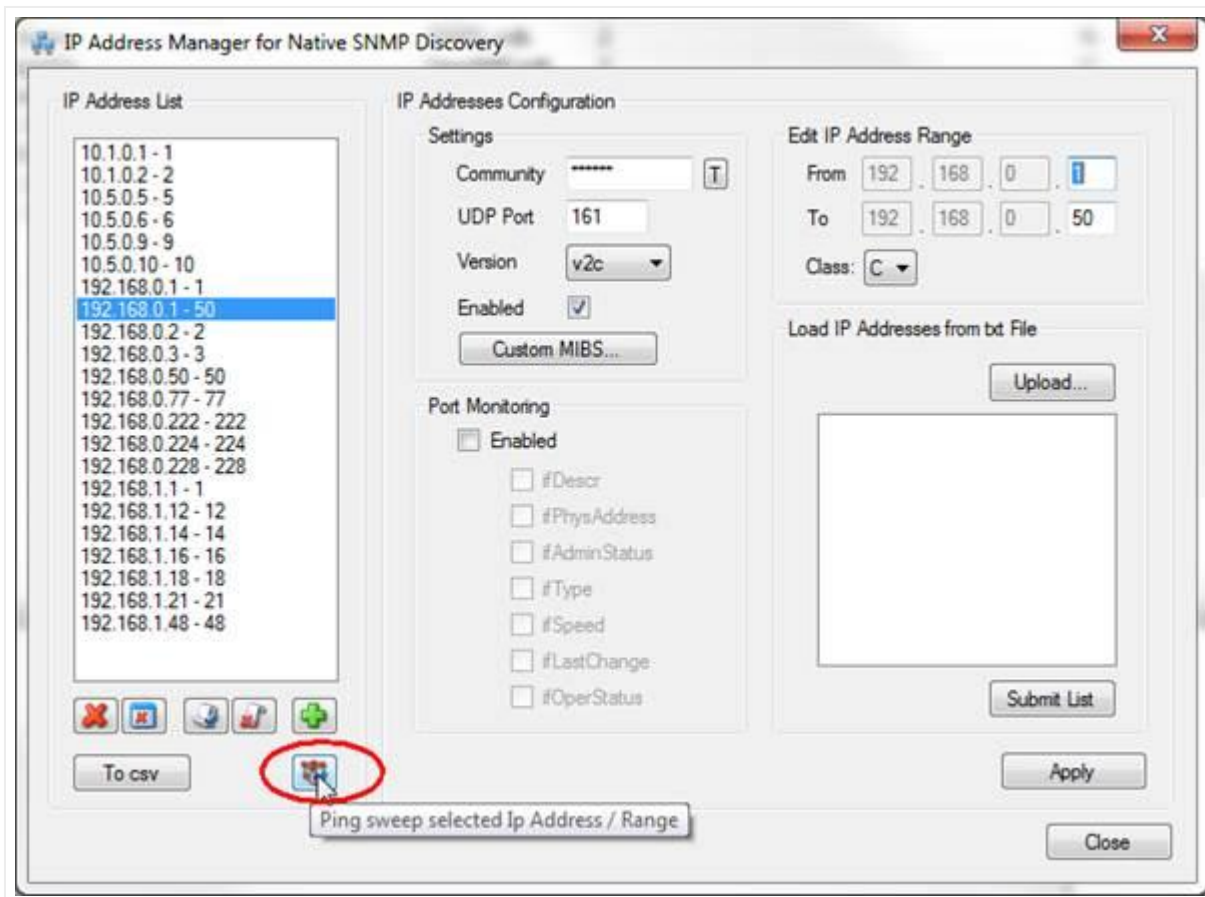 IP Address Manager for Native SNMP Discovery
IP Address List
10.1.0.1 - 1
10.1.0.2 - 2
10.5.0.5 - 5
10.5.0.6 - 6
10.5.0.9 - 9
10.5.0.10 - 10
192.168.0.1 - 1
192.168.0.1 - 50
192.168.0.2 - 2
192.168.0.3 - 3
192.168.0.50 - 50
192.168.0.77 - 77
192.168.0.222 - 222
192.168.0.224 - 224
192.168.0.228 - 228
192.168.1.1 - 1
192.168.1.12 - 12
192.168.1.14 - 14
192.168.1.16 - 16
192.168.1.18 - 18
192.168.1.21 - 21
192.168.1.48 - 48
To csv
Ping sweep selected Ip Address / Range
IP Addresses Configuration
Settings
Community ****** T
UDP Port 161
Version v2c
Enabled
Custom MIBS...
Port Monitoring
Enabled
ifDescr
ifPhysAddress
ifAdminStatus
ifType
ifSpeed
ifLastChange
ifOperStatus
Edit IP Address Range
From 192 . 168 . 0 . 1
To 192 . 168 . 0 . 50
Class: C
Load IP Addresses from txt File
Upload...
Submit List
Apply
Close